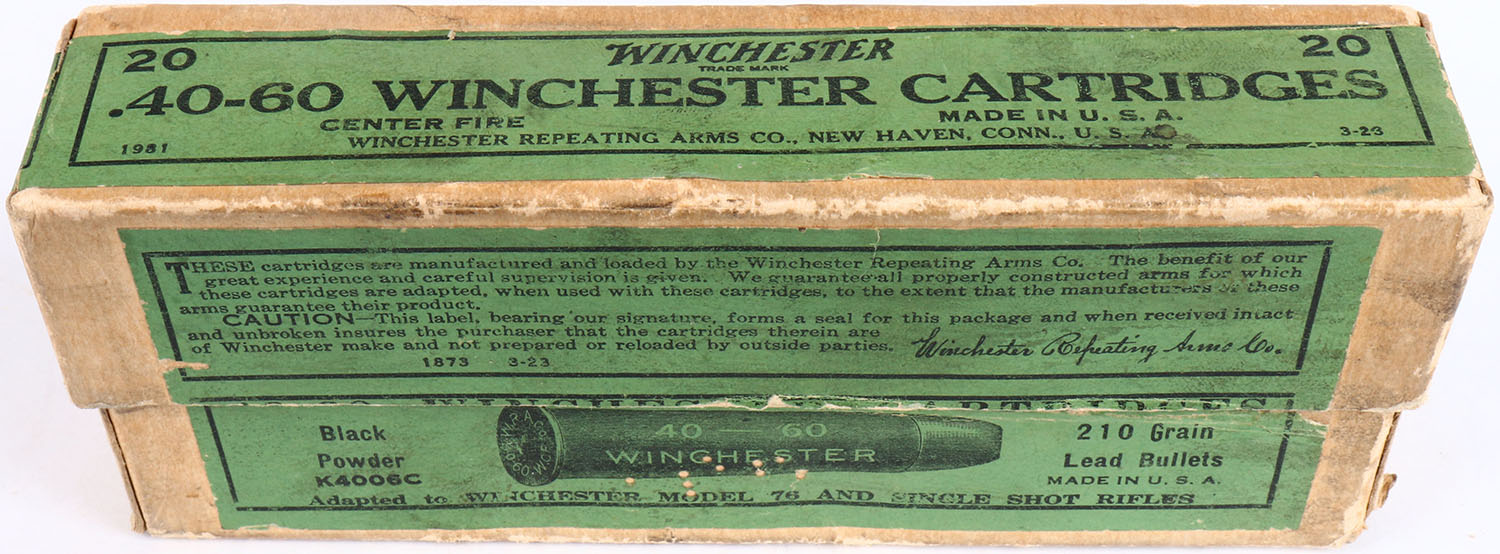 20 WINCHESTER 20
TRADE MARK
.40-60 WINCHESTER CARTRIDGES
CENTER FIRE MADE IN U. S. A.
1981 WINCHESTER REPEATING ARMS CO., NEW HAVEN, CONN., U. S. A. 3-23
THESE cartridges are manufactured and loaded by the Winchester Repeating Arms Co. The benefit of our
great experience and careful supervision is given. We guarantee all properly constructed arms for which
these cartridges are adapted, when used with these cartridges, to the extent that the manufacturers of these
arms guarantee their product.
CAUTION—This label, bearing our signature, forms a seal for this package and when received intact
and unbroken insures the purchaser that the cartridges therein are
of Winchester make and not prepared or reloaded by outside parties. Winchester Repeating Arms Co.
1873 3-23
WINCHESTER CARTRIDGES
Black
Powder
K4006C
W.R.A.Co.
40-60 W.C.F.
40 — 60
WINCHESTER
210 Grain
Lead Bullets
MADE IN U. S. A.
Adapted to WINCHESTER MODEL 76 AND SINGLE SHOT RIFLES